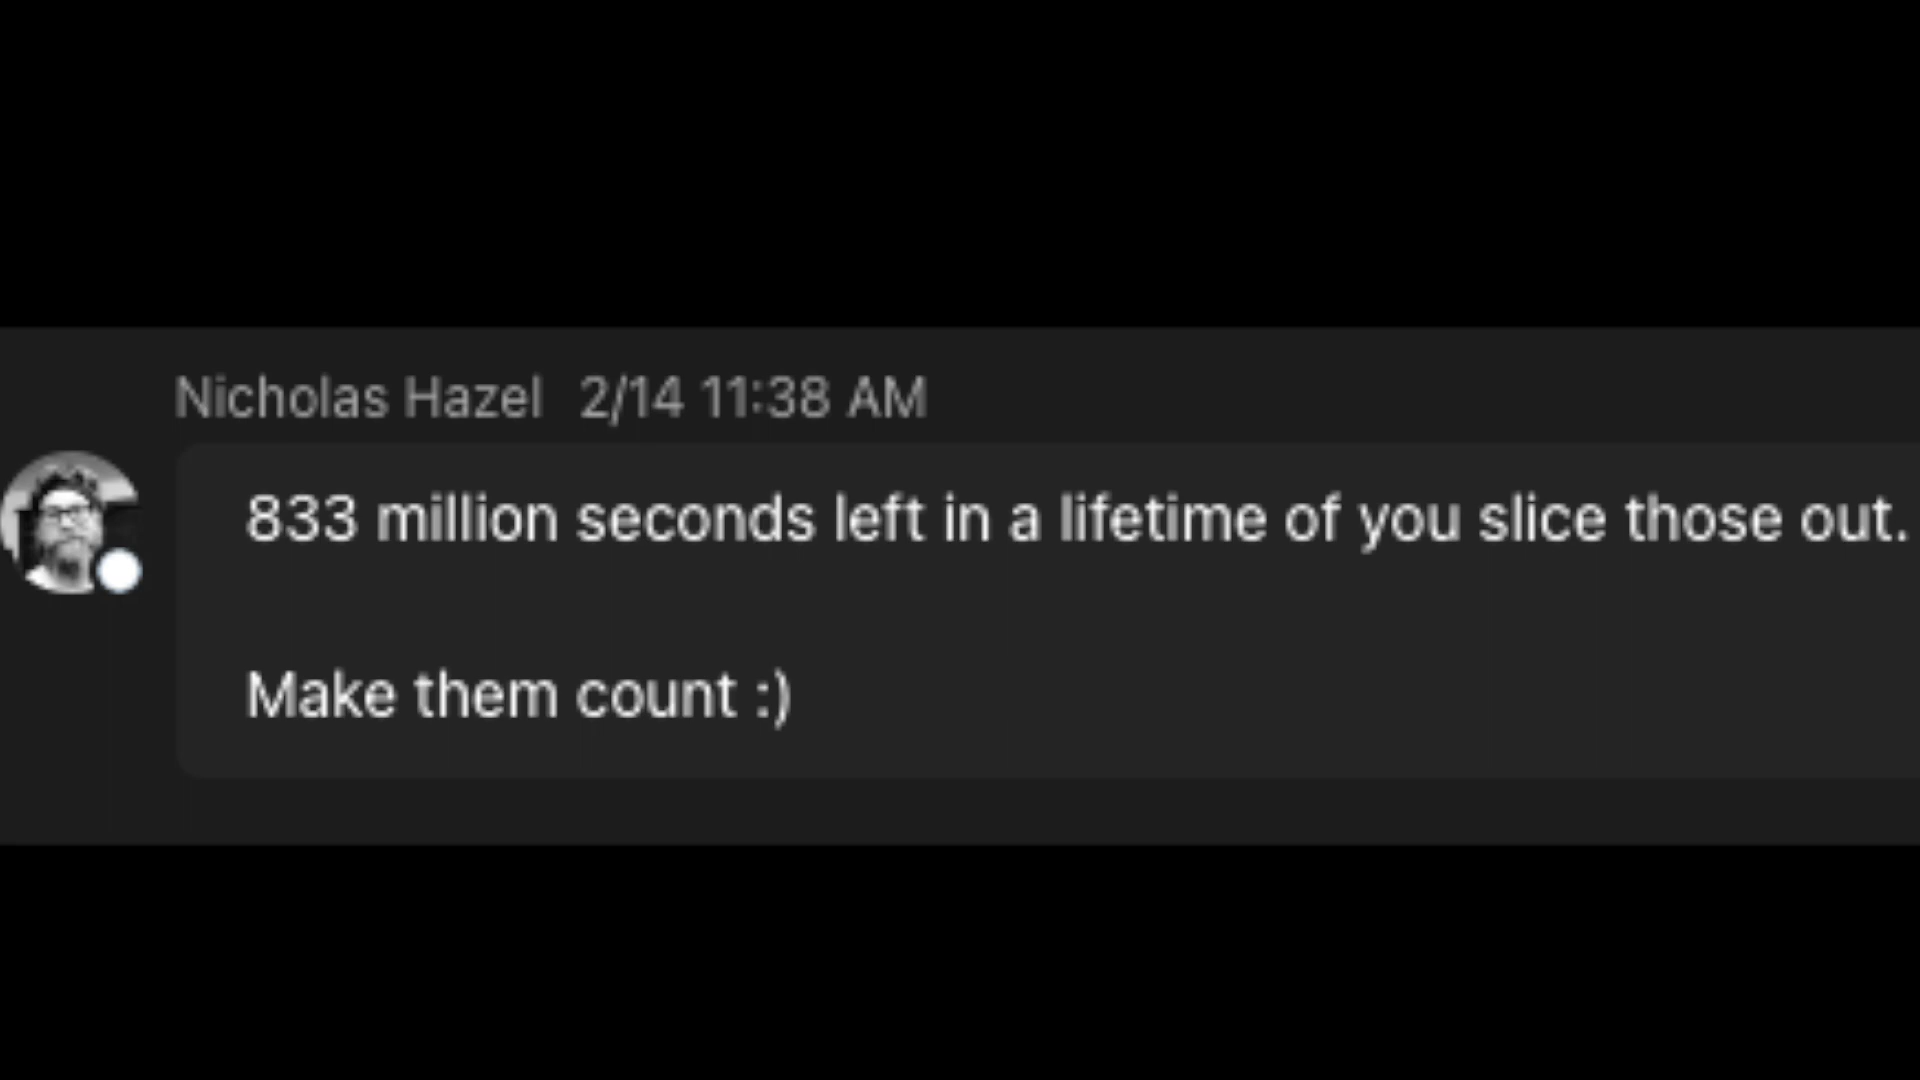 Nicholas Hazel 2/14 11:38 AM
833 million seconds left in a lifetime of you slice those out.
Make them count :)